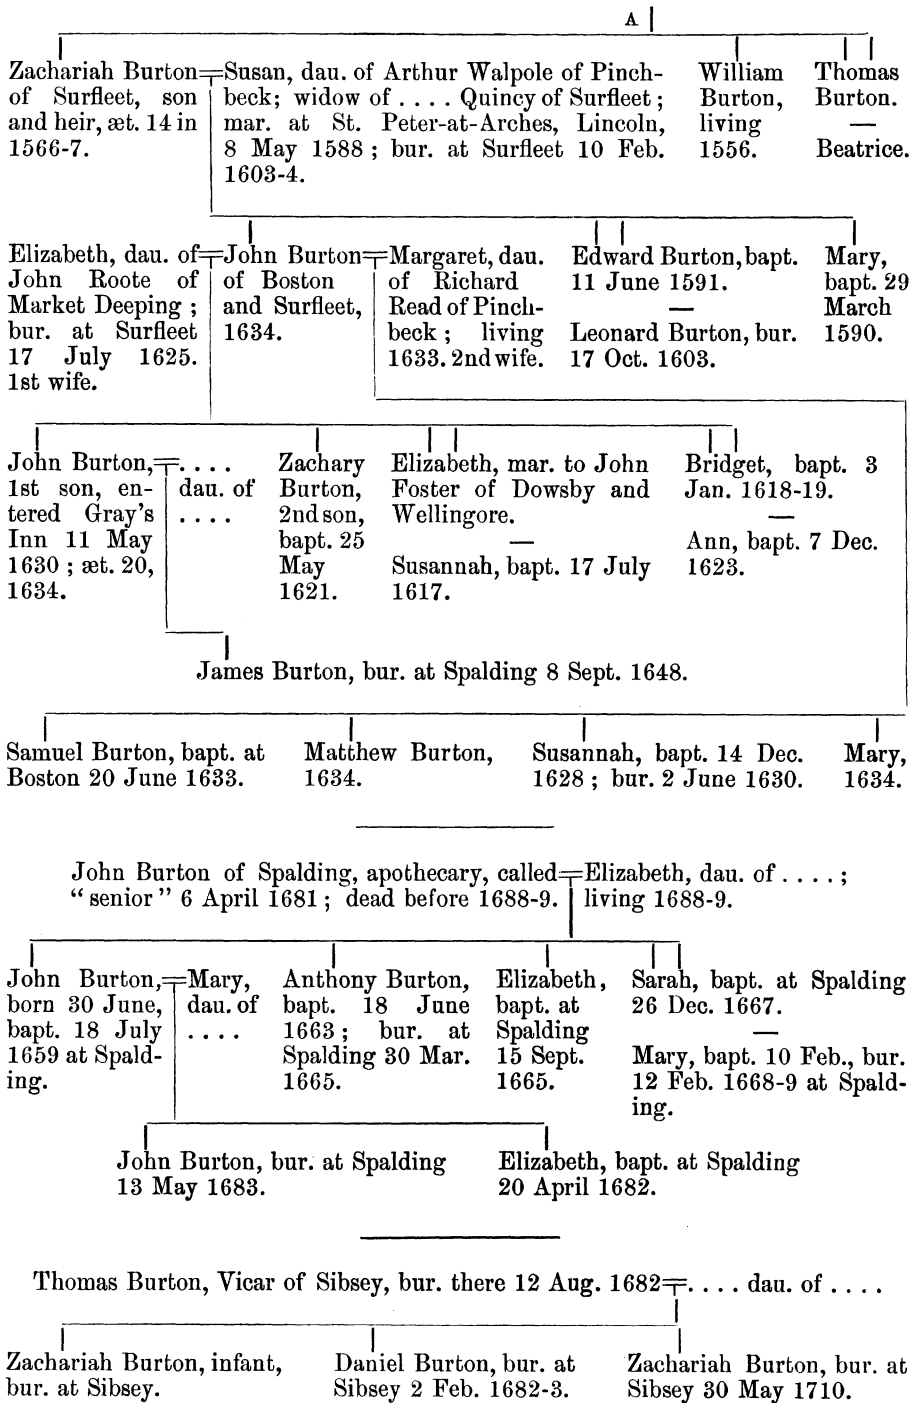 A
Zachariah Burton
of Surfleet, son
and heir, æt. 14 in
1566-7.
Susan, dau. of Arthur Walpole of Pinch-
beck; widow of .... Quincy of Surfleet;
mar. at St. Peter-at-Arches, Lincoln,
8 May 1588; bur. at Surfleet 10 Feb.
1603-4.
William
Burton,
living
1556.
Thomas
Burton.
—
Beatrice.
Elizabeth, dau. of
John Roote of
Market Deeping;
bur. at Surfleet
17 July 1625.
1st wife.
John Burton
of Boston
and Surfleet,
1634.
Margaret, dau.
of Richard
Read of Pinch-
beck; living
1633. 2nd wife.
Edward Burton, bapt.
11 June 1591.
—
Leonard Burton, bur.
17 Oct. 1603.
Mary,
bapt. 29
March
1590.
John Burton,
1st son, en-
tered Gray's
Inn 11 May
1630; æt. 20,
1634.
....
dau. of
....
Zachary
Burton,
2nd son,
bapt. 25
May
1621.
Elizabeth, mar. to John
Foster of Dowsby and
Wellingore.
—
Susannah, bapt. 17 July
1617.
Bridget, bapt. 3
Jan. 1618-19.
—
Ann, bapt. 7 Dec.
1623.
James Burton, bur. at Spalding 8 Sept. 1648.
Samuel Burton, bapt. at
Boston 20 June 1633.
Matthew Burton,
1634.
Susannah, bapt. 14 Dec.
1628; bur. 2 June 1630.
Mary,
1634.
John Burton of Spalding, apothecary, called
"senior" 6 April 1681; dead before 1688-9.
Elizabeth, dau. of ....;
living 1688-9.
John Burton,
born 30 June,
bapt. 18 July
1659 at Spald-
ing.
Mary,
dau. of
....
Anthony Burton,
bapt. 18 June
1663; bur. at
Spalding 30 Mar.
1665.
Elizabeth,
bapt. at
Spalding
15 Sept.
1665.
Sarah, bapt. at Spalding
26 Dec. 1667.
—
Mary, bapt. 10 Feb., bur.
12 Feb. 1668-9 at Spald-
ing.
John Burton, bur. at Spalding
13 May 1683.
Elizabeth, bapt. at Spalding
20 April 1682.
Thomas Burton, Vicar of Sibsey, bur. there 12 Aug. 1682
.... dau. of ....
Zachariah Burton, infant,
bur. at Sibsey.
Daniel Burton, bur. at
Sibsey 2 Feb. 1682-3.
Zachariah Burton, bur. at
Sibsey 30 May 1710.